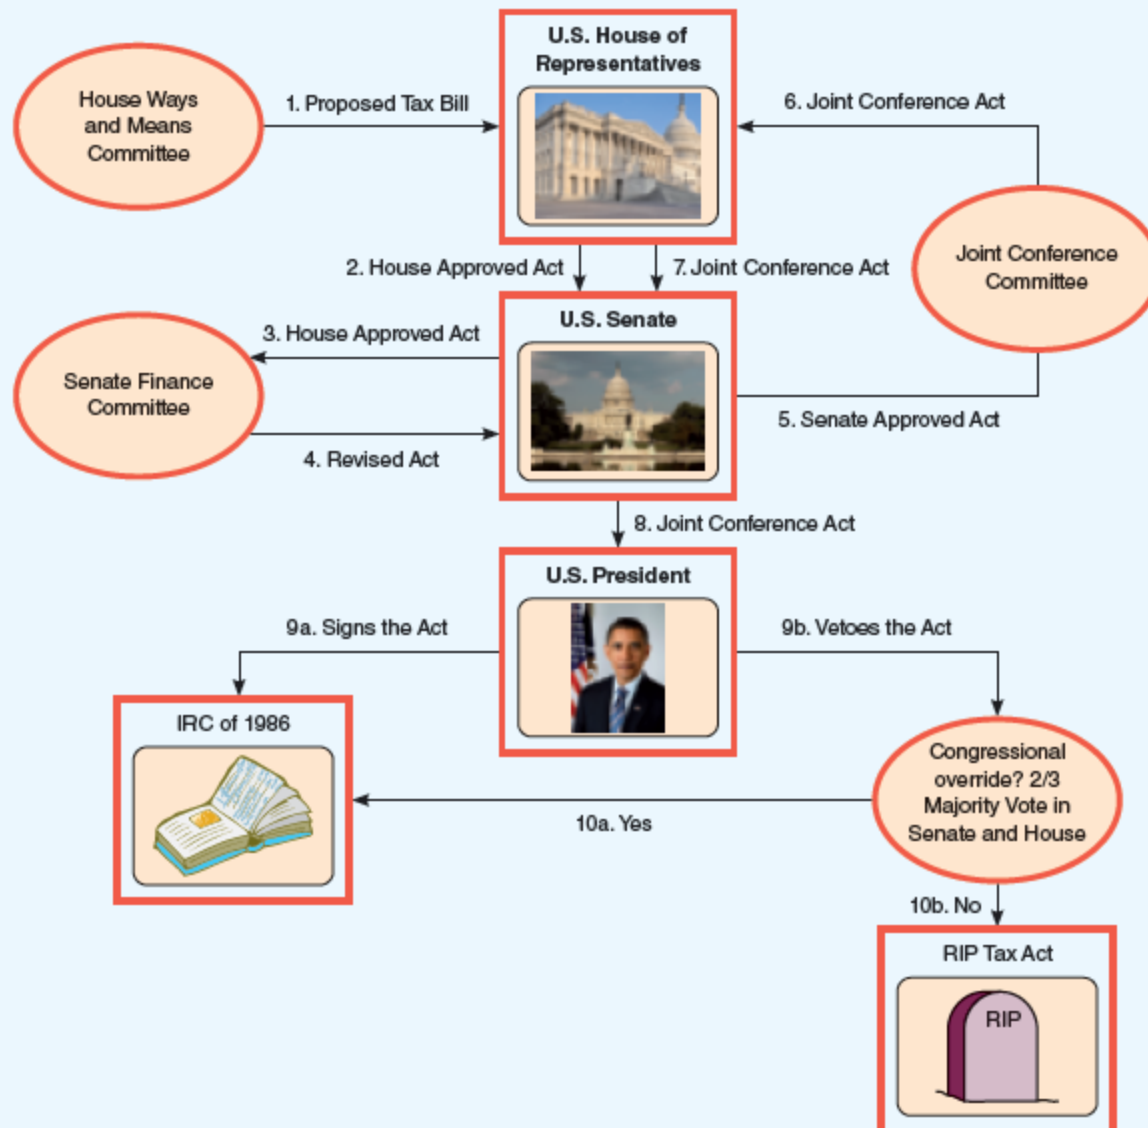 U.S. House of
Representatives
House Ways
and Means
Committee
1. Proposed Tax Bill
6. Joint Conference Act
Joint Conference
Committee
2. House Approved Act
7. Joint Conference Act
U.S. Senate
3. House Approved Act
Senate Finance
Committee
4. Revised Act
5. Senate Approved Act
8. Joint Conference Act
U.S. President
9a. Signs the Act
9b. Vetoes the Act
IRC of 1986
Congressional
override? 2/3
Majority Vote in
Senate and House
10a. Yes
10b. No
RIP Tax Act
RIP